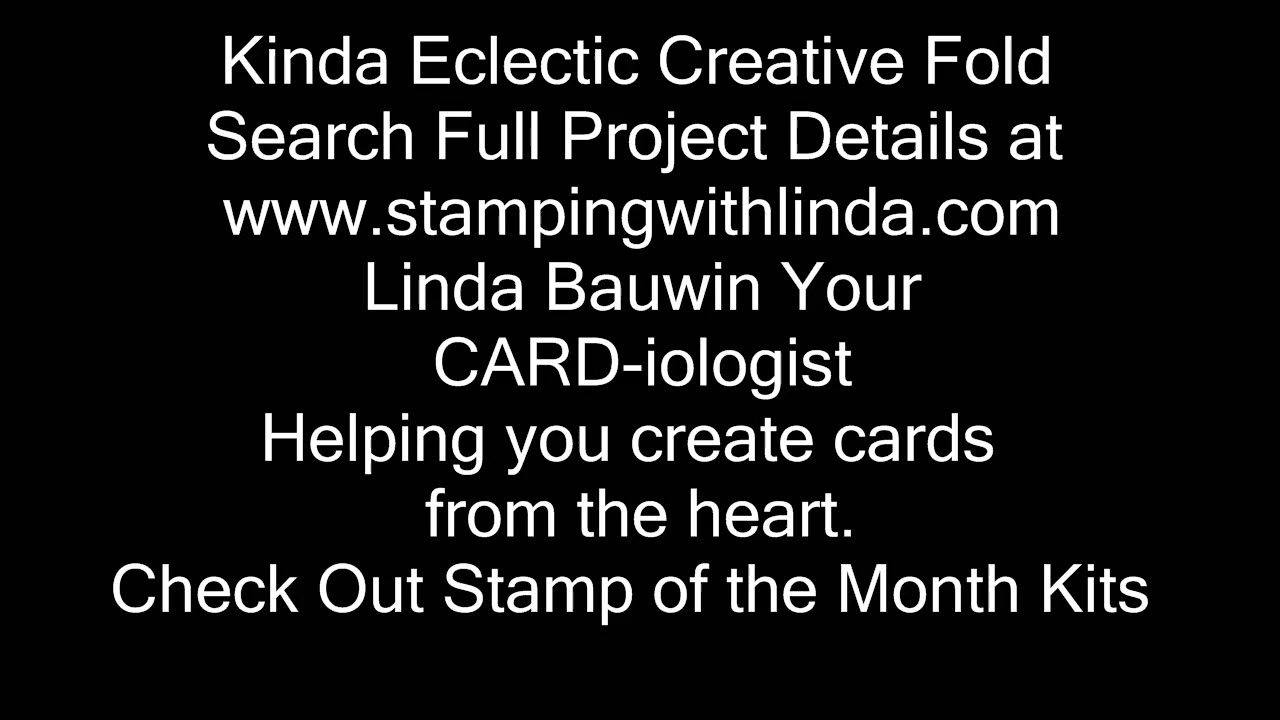 Kinda Eclectic Creative Fold
Search Full Project Details at
www.stampingwithlinda.com
Linda Bauwin Your
CARD-iologist
Helping you create cards
from the heart.
Check Out Stamp of the Month Kits